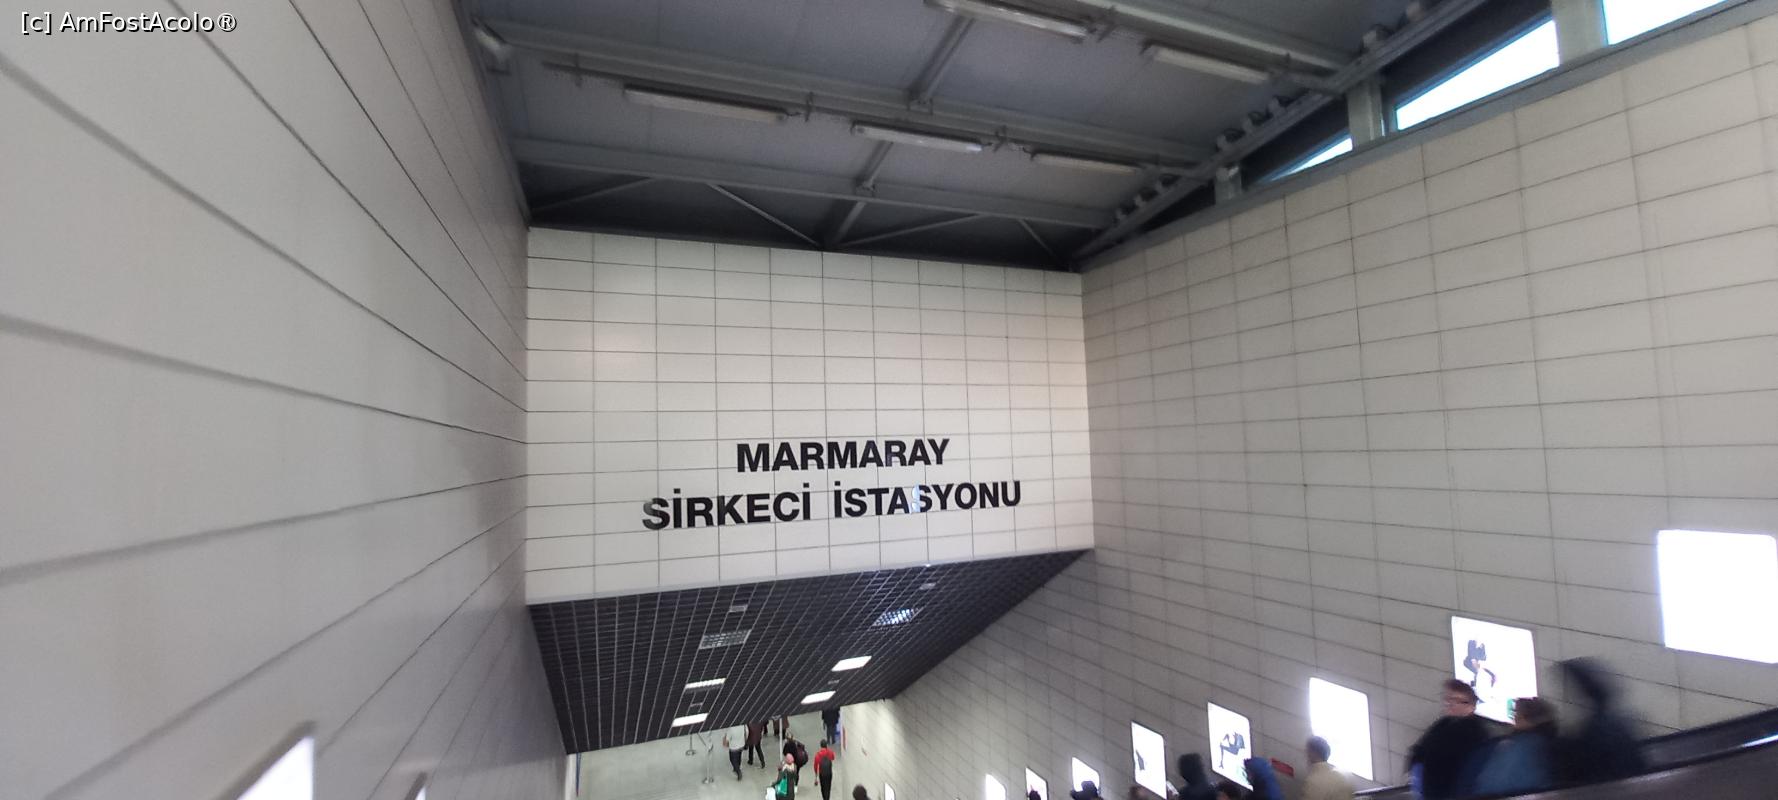 [c] AmFostAcolo®
MARMARAY
SİRKECİ İSTASYONU